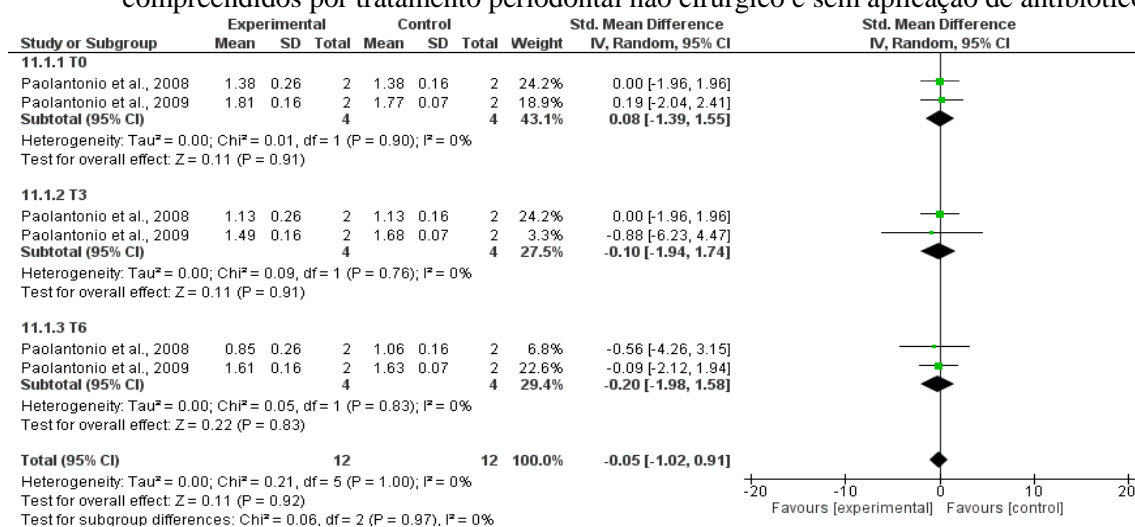 compreendidos por tratamento periodontal não cirúrgico e sem aplicação de antibiótico
Experimental Control Std. Mean Difference Std. Mean Difference
Study or Subgroup Mean SD Total Mean SD Total Weight IV, Random, 95% CI IV, Random, 95% CI
11.1.1 T0
Paolantonio et al., 2008 1.38 0.26 2 1.38 0.16 2 24.2% 0.00 [-1.96, 1.96]
Paolantonio et al., 2009 1.81 0.16 2 1.77 0.07 2 18.9% 0.19 [-2.04, 2.41]
Subtotal (95% CI) 4 4 43.1% 0.08 [-1.39, 1.55]
Heterogeneity: Tau² = 0.00; Chi² = 0.01, df = 1 (P = 0.90); I² = 0%
Test for overall effect: Z = 0.11 (P = 0.91)
11.1.2 T3
Paolantonio et al., 2008 1.13 0.26 2 1.13 0.16 2 24.2% 0.00 [-1.96, 1.96]
Paolantonio et al., 2009 1.49 0.16 2 1.68 0.07 2 3.3% -0.88 [-6.23, 4.47]
Subtotal (95% CI) 4 4 27.5% -0.10 [-1.94, 1.74]
Heterogeneity: Tau² = 0.00; Chi² = 0.09, df = 1 (P = 0.76); I² = 0%
Test for overall effect: Z = 0.11 (P = 0.91)
11.1.3 T6
Paolantonio et al., 2008 0.85 0.26 2 1.06 0.16 2 6.8% -0.56 [-4.26, 3.15]
Paolantonio et al., 2009 1.61 0.16 2 1.63 0.07 2 22.6% -0.09 [-2.12, 1.94]
Subtotal (95% CI) 4 4 29.4% -0.20 [-1.98, 1.58]
Heterogeneity: Tau² = 0.00; Chi² = 0.05, df = 1 (P = 0.83); I² = 0%
Test for overall effect: Z = 0.22 (P = 0.83)
Total (95% CI) 12 12 100.0% -0.05 [-1.02, 0.91]
Heterogeneity: Tau² = 0.00; Chi² = 0.21, df = 5 (P = 1.00); I² = 0%
Test for overall effect: Z = 0.11 (P = 0.92)
Test for subgroup differences: Chi² = 0.06, df = 2 (P = 0.97), I² = 0%
-20 -10 0 10 20
Favours [experimental] Favours [control]